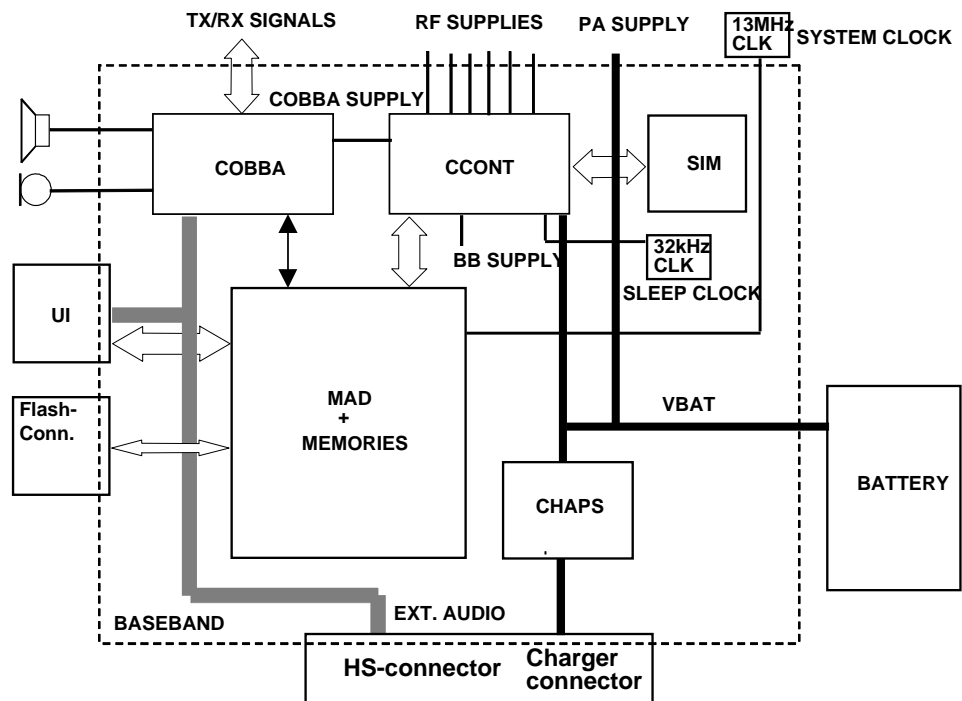 TX/RX SIGNALS
RF SUPPLIES
PA SUPPLY
13MHz
CLK
SYSTEM CLOCK
COBBA SUPPLY
COBBA
CCONT
SIM
BB SUPPLY
32kHz
CLK
SLEEP CLOCK
UI
Flash-
Conn.
MAD
+
MEMORIES
VBAT
BATTERY
CHAPS
BASEBAND
EXT. AUDIO
HS-connector
Charger
connector